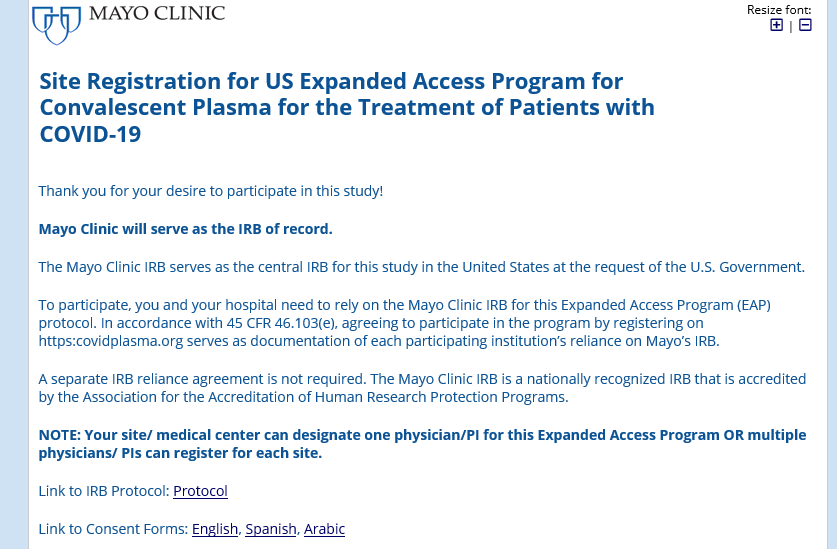 MAYO CLINIC
Resize font:
|
Site Registration for US Expanded Access Program for
Convalescent Plasma for the Treatment of Patients with
COVID-19
Thank you for your desire to participate in this study!
Mayo Clinic will serve as the IRB of record.
The Mayo Clinic IRB serves as the central IRB for this study in the United States at the request of the U.S. Government.
To participate, you and your hospital need to rely on the Mayo Clinic IRB for this Expanded Access Program (EAP)
protocol. In accordance with 45 CFR 46.103(e), agreeing to participate in the program by registering on
https:covidplasma.org serves as documentation of each participating institution’s reliance on Mayo’s IRB.
A separate IRB reliance agreement is not required. The Mayo Clinic IRB is a nationally recognized IRB that is accredited
by the Association for the Accreditation of Human Research Protection Programs.
NOTE: Your site/ medical center can designate one physician/PI for this Expanded Access Program OR multiple
physicians/ PIs can register for each site.
Link to IRB Protocol: Protocol
Link to Consent Forms: English, Spanish, Arabic